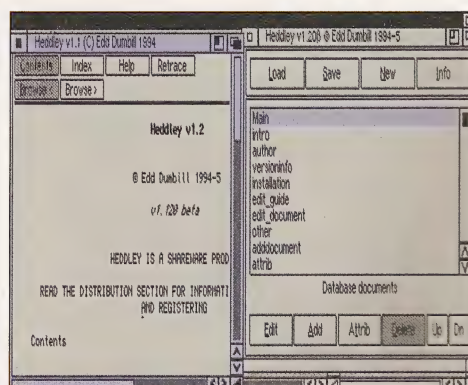 Heddley v1.1 (C) Edd Dumbill 1994
Contents Index Help Retrace
Browse < Browse >
Heddley v1.2
© Edd Dumbill 1994-5
v1.120 beta
HEDDLEY IS A SHAREWARE PROD
READ THE DISTRIBUTION SECTION FOR INFORMATI
AND REGISTERING
Contents
Heddley v1.20β © Edd Dumbill 1994-5
Load Save New Info
Main
intro
author
versioninfo
installation
edit_guide
edit_document
other
adddocument
attrib
Database documents
Edit Add Attrib Delete Up Dn